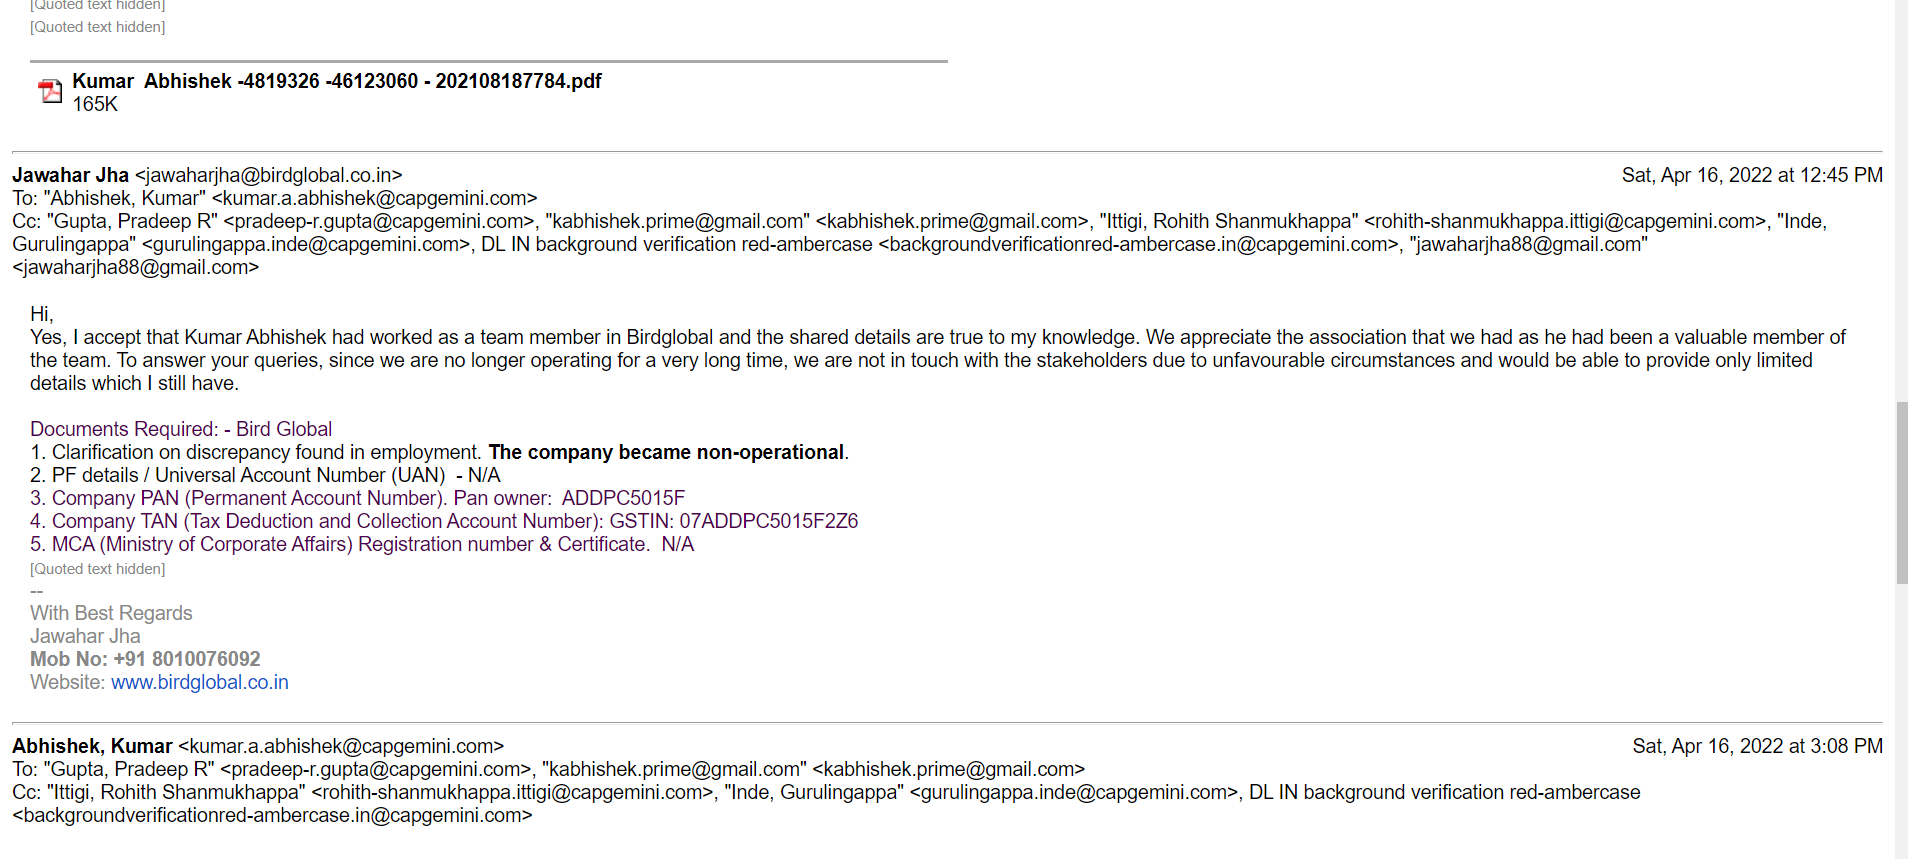 [Quoted text hidden]
[Quoted text hidden]
Kumar Abhishek -4819326 -46123060 - 202108187784.pdf
165K
Jawahar Jha <jawaharjha@birdglobal.co.in> Sat, Apr 16, 2022 at 12:45 PM
To: "Abhishek, Kumar" <kumar.a.abhishek@capgemini.com>
Cc: "Gupta, Pradeep R" <pradeep-r.gupta@capgemini.com>, "kabhishek.prime@gmail.com" <kabhishek.prime@gmail.com>, "Ittigi, Rohith Shanmukhappa" <rohith-shanmukhappa.ittigi@capgemini.com>, "Inde,
Gurulingappa" <gurulingappa.inde@capgemini.com>, DL IN background verification red-ambercase <backgroundverificationred-ambercase.in@capgemini.com>, "jawaharjha88@gmail.com"
<jawaharjha88@gmail.com>
Hi,
Yes, I accept that Kumar Abhishek had worked as a team member in Birdglobal and the shared details are true to my knowledge. We appreciate the association that we had as he had been a valuable member of
the team. To answer your queries, since we are no longer operating for a very long time, we are not in touch with the stakeholders due to unfavourable circumstances and would be able to provide only limited
details which I still have.
Documents Required: - Bird Global
1. Clarification on discrepancy found in employment. The company became non-operational.
2. PF details / Universal Account Number (UAN) - N/A
3. Company PAN (Permanent Account Number). Pan owner: ADDPC5015F
4. Company TAN (Tax Deduction and Collection Account Number): GSTIN: 07ADDPC5015F2Z6
5. MCA (Ministry of Corporate Affairs) Registration number & Certificate. N/A
[Quoted text hidden]
--
With Best Regards
Jawahar Jha
Mob No: +91 8010076092
Website: www.birdglobal.co.in
Abhishek, Kumar <kumar.a.abhishek@capgemini.com> Sat, Apr 16, 2022 at 3:08 PM
To: "Gupta, Pradeep R" <pradeep-r.gupta@capgemini.com>, "kabhishek.prime@gmail.com" <kabhishek.prime@gmail.com>
Cc: "Ittigi, Rohith Shanmukhappa" <rohith-shanmukhappa.ittigi@capgemini.com>, "Inde, Gurulingappa" <gurulingappa.inde@capgemini.com>, DL IN background verification red-ambercase
<backgroundverificationred-ambercase.in@capgemini.com>